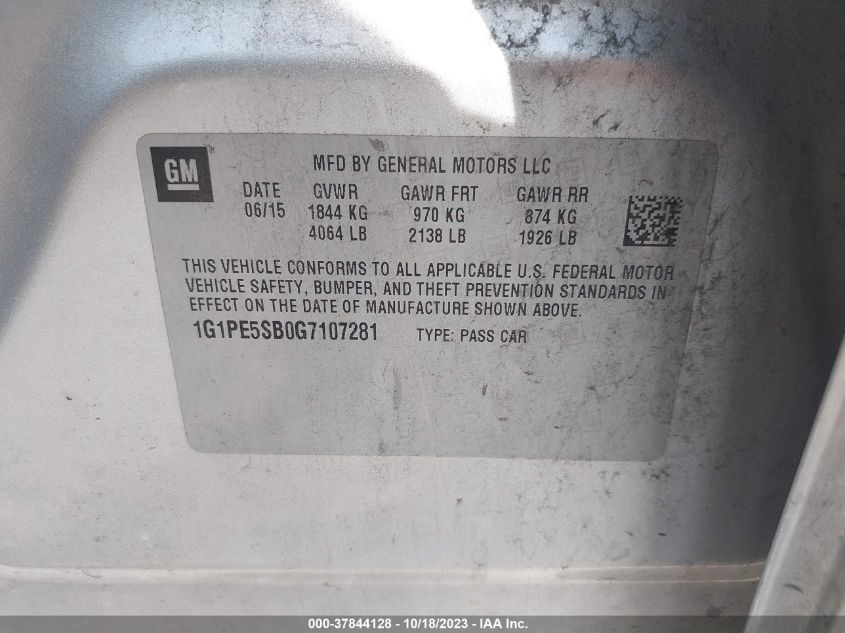 GM
MFD BY GENERAL MOTORS LLC
DATE GVWR GAWR FRT GAWR RR
06/15 1844 KG 970 KG 874 KG
4064 LB 2138 LB 1926 LB
THIS VEHICLE CONFORMS TO ALL APPLICABLE U.S. FEDERAL MOTOR
VEHICLE SAFETY, BUMPER, AND THEFT PREVENTION STANDARDS IN
EFFECT ON THE DATE OF MANUFACTURE SHOWN ABOVE.
1G1PE5SB0G7107281 TYPE: PASS CAR
000-37844128 - 10/18/2023 - IAA Inc.